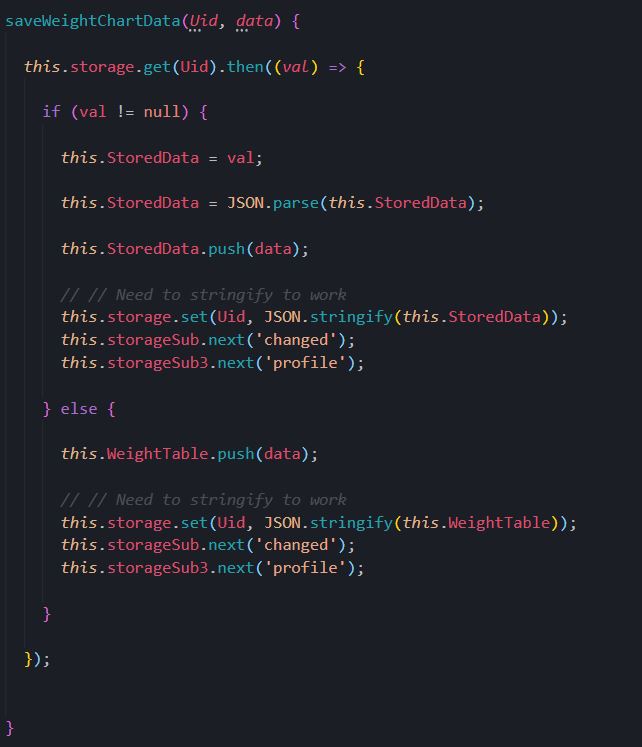 saveWeightChartData(Uid, data) {
this.storage.get(Uid).then((val) => {
if (val != null) {
this.StoredData = val;
this.StoredData = JSON.parse(this.StoredData);
this.StoredData.push(data);
// // Need to stringify to work
this.storage.set(Uid, JSON.stringify(this.StoredData));
this.storageSub.next('changed');
this.storageSub3.next('profile');
} else {
this.WeightTable.push(data);
// // Need to stringify to work
this.storage.set(Uid, JSON.stringify(this.WeightTable));
this.storageSub.next('changed');
this.storageSub3.next('profile');
}
});
}